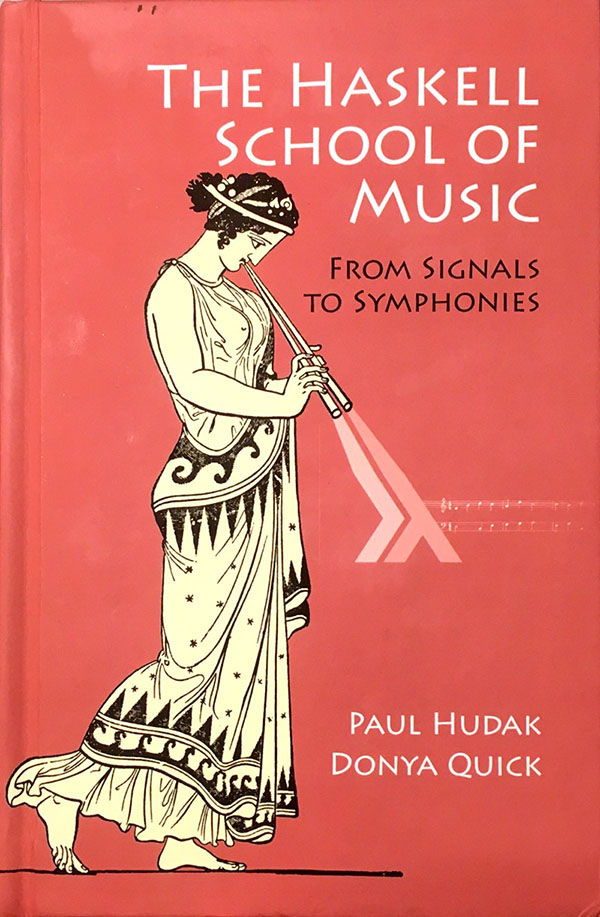 THE HASKELL
SCHOOL OF
MUSIC
FROM SIGNALS
TO SYMPHONIES
PAUL HUDAK
DONYA QUICK